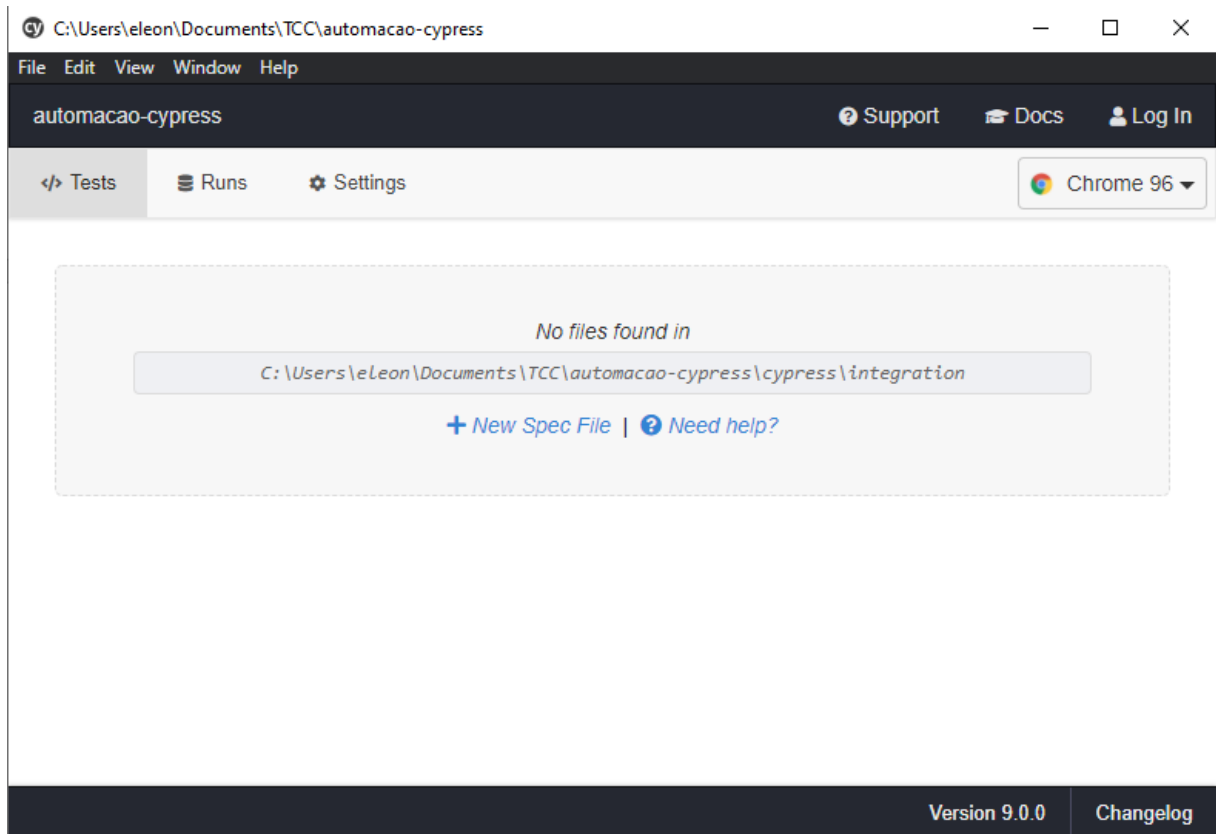 cy C:\Users\eleon\Documents\TCC\automacao-cypress
File Edit View Window Help
automacao-cypress Support Docs Log In
</> Tests Runs Settings Chrome 96
No files found in
C:\Users\eleon\Documents\TCC\automacao-cypress\cypress\integration
+ New Spec File | ? Need help?
Version 9.0.0 Changelog